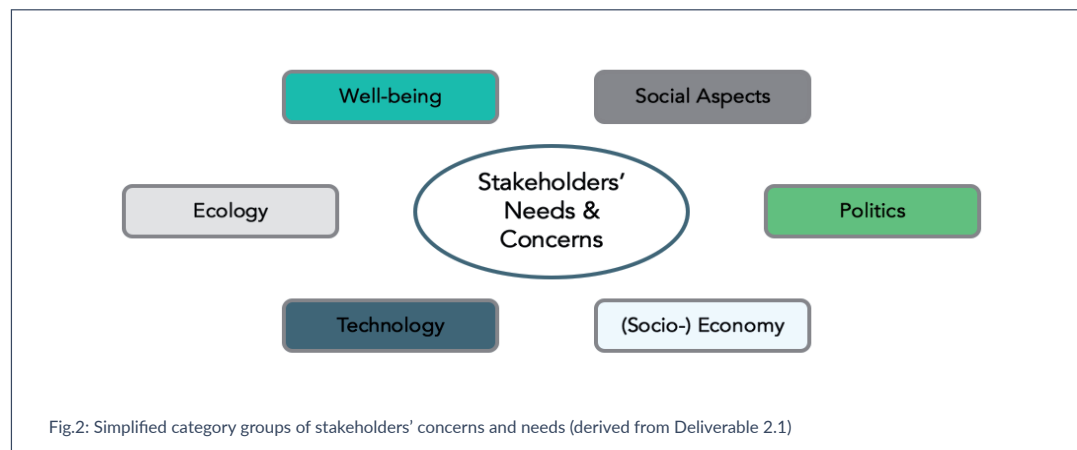 Well-being
Social Aspects
Stakeholders’
Needs &
Concerns
Ecology
Politics
Technology
(Socio-) Economy
Fig.2: Simplified category groups of stakeholders’ concerns and needs (derived from Deliverable 2.1)